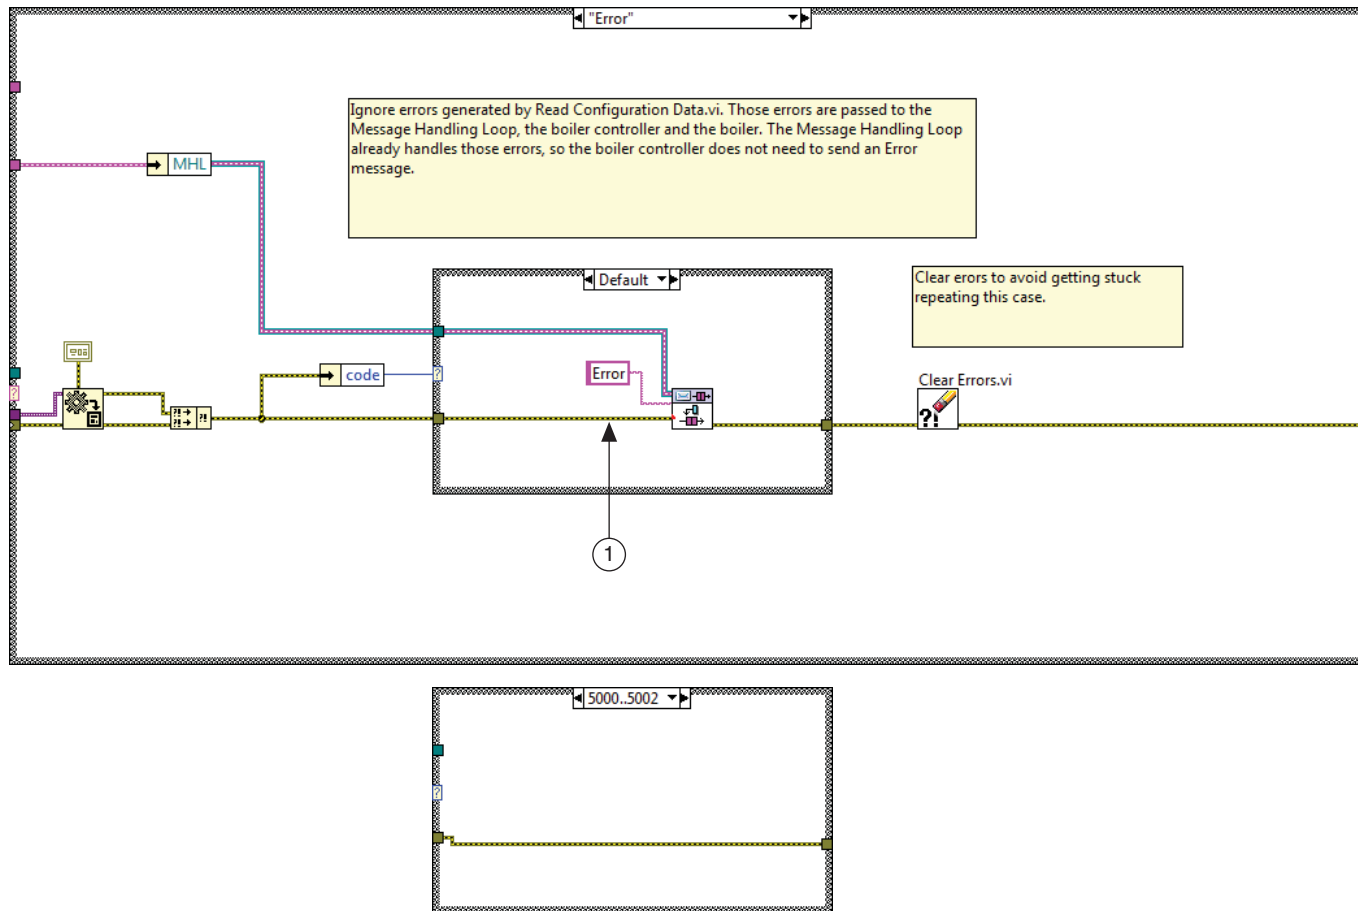 "Error"
Ignore errors generated by Read Configuration Data.vi. Those errors are passed to the
Message Handling Loop, the boiler controller and the boiler. The Message Handling Loop
already handles those errors, so the boiler controller does not need to send an Error
message.
MHL
Default
Clear erors to avoid getting stuck
repeating this case.
code
?
Error
Clear Errors.vi
?
?! ?! ?!
?!
1
5000..5002
?